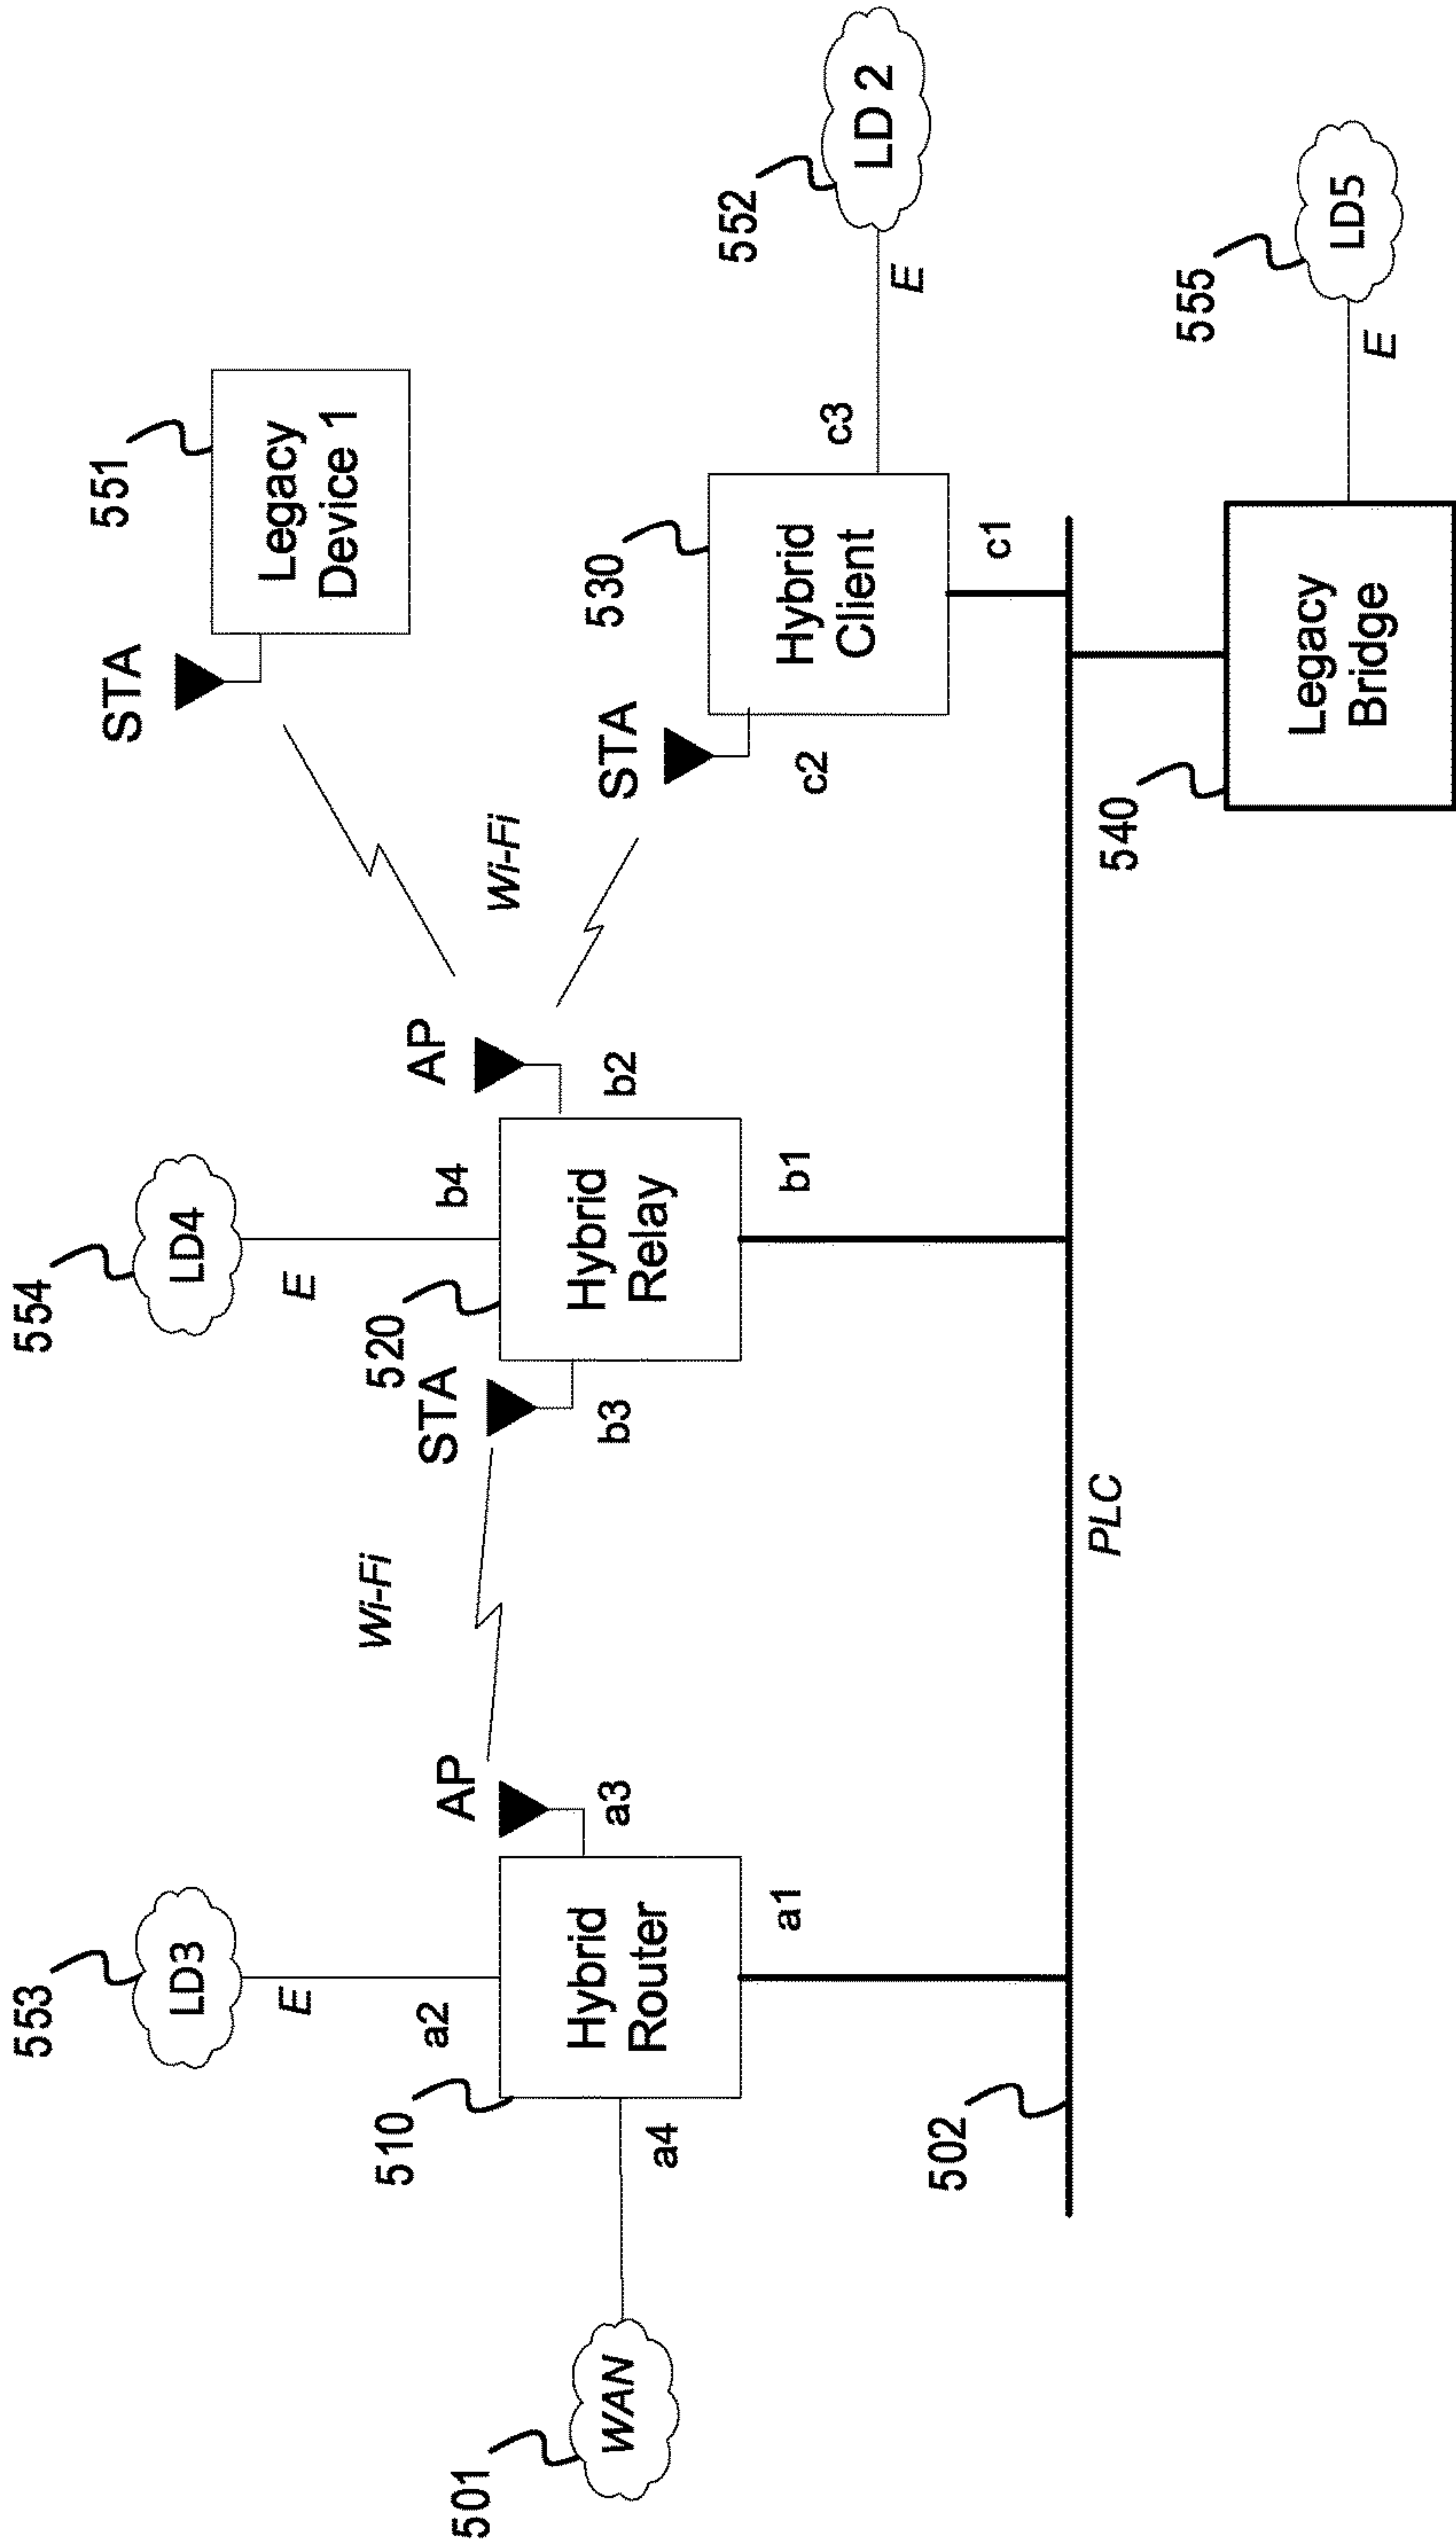 553
LD3
E
a2
510
Hybrid
Router
AP
a3
a1
a4
501
WAN
502
Wi-Fi
554
LD4
E
b4
520
STA
b3
Hybrid
Relay
AP
b2
b1
PLC
Wi-Fi
551
STA
Legacy
Device 1
530
STA
c2
Hybrid
Client
c3
c1
552
LD 2
E
540
Legacy
Bridge
555
LD5
E